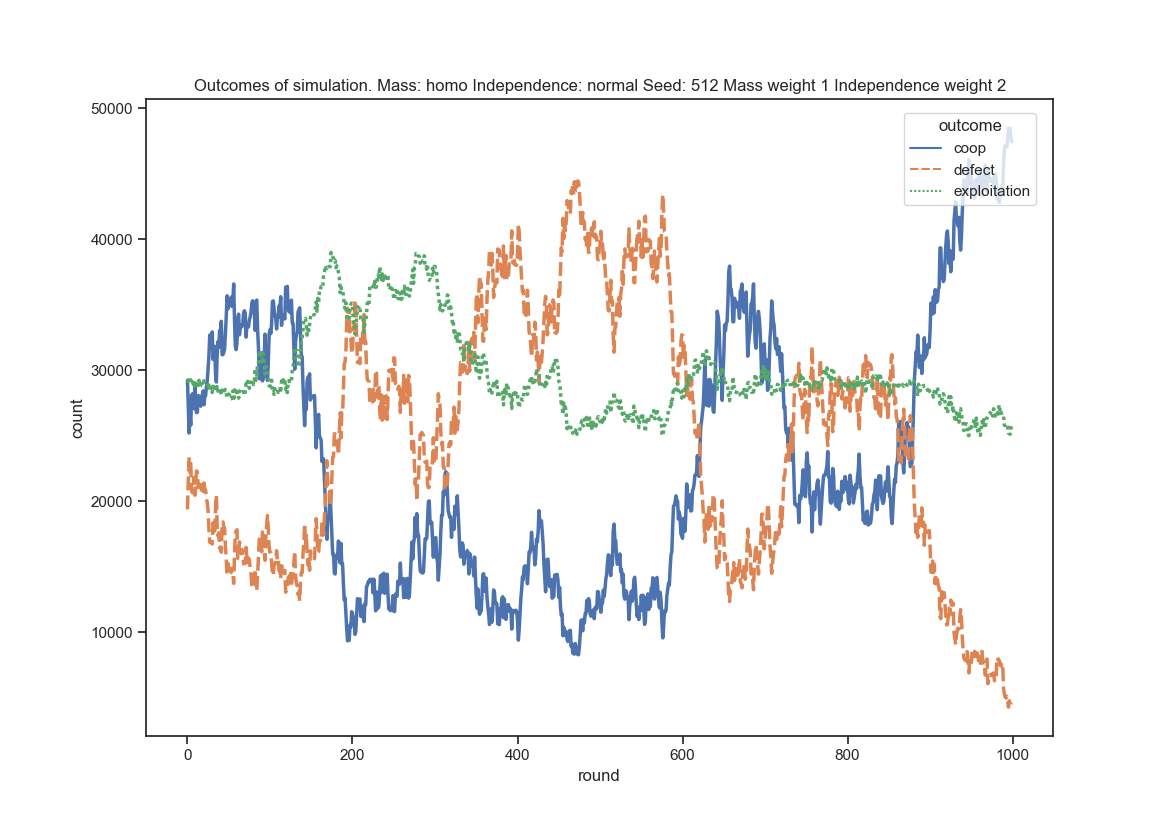 Outcomes of simulation. Mass: homo Independence: normal Seed: 512 Mass weight 1 Independence weight 2
50000
40000
30000
20000
10000
count
outcome
coop
defect
exploitation
0
200
400
600
800
1000
round